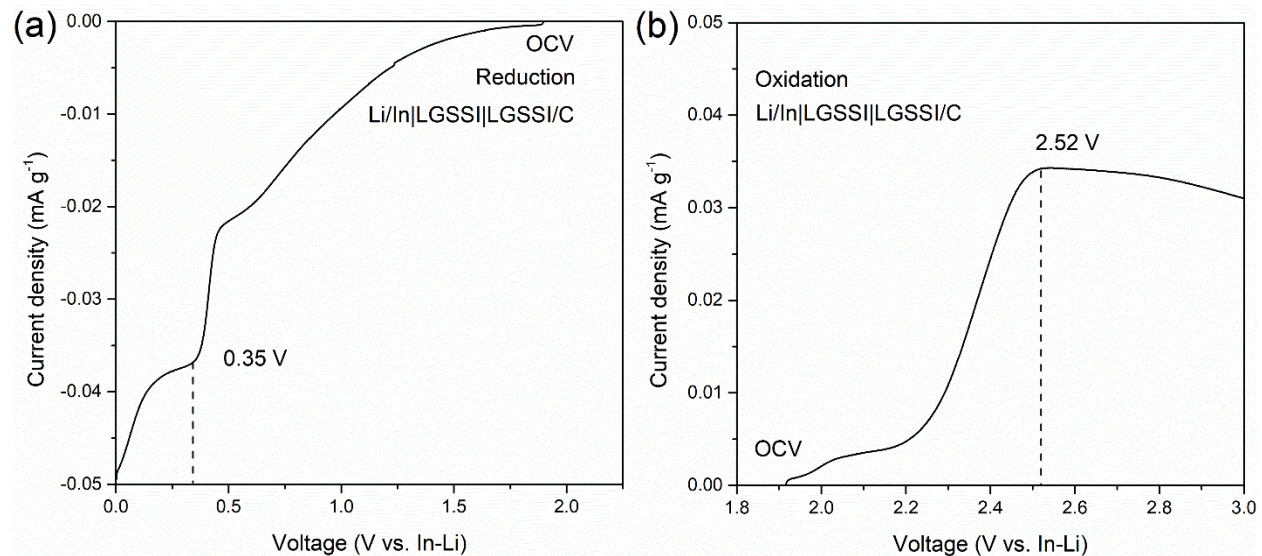 (a)
0.00
-0.01
-0.02
-0.03
-0.04
-0.05
Current density (mA g-1)
OCV
Reduction
Li/In|LGSSI|LGSSI/C
0.35 V
0.0 0.5 1.0 1.5 2.0
Voltage (V vs. In-Li)
(b)
0.05
0.04
0.03
0.02
0.01
0.00
Current density (mA g-1)
Oxidation
Li/In|LGSSI|LGSSI/C
2.52 V
OCV
1.8 2.0 2.2 2.4 2.6 2.8 3.0
Voltage (V vs. In-Li)